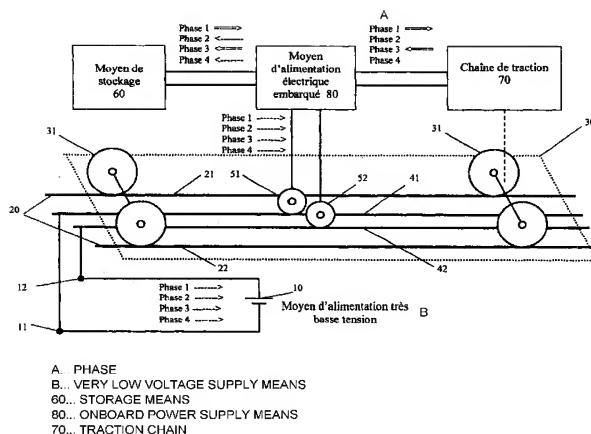 A
Phase 1
Phase 2
Phase 3
Phase 4
Phase 1
Phase 2
Phase 3
Phase 4
Moyen de
stockage
60
Moyen
d'alimentation
électrique
embarqué 80
Chaîne de traction
70
Phase 1
Phase 2
Phase 3
Phase 4
31
31
30
21
51
52
41
20
22
42
12
11
Phase 1
Phase 2
Phase 3
Phase 4
10
Moyen d'alimentation très
basse tension
B
A... PHASE
B... VERY LOW VOLTAGE SUPPLY MEANS
60... STORAGE MEANS
80... ONBOARD POWER SUPPLY MEANS
70... TRACTION CHAIN